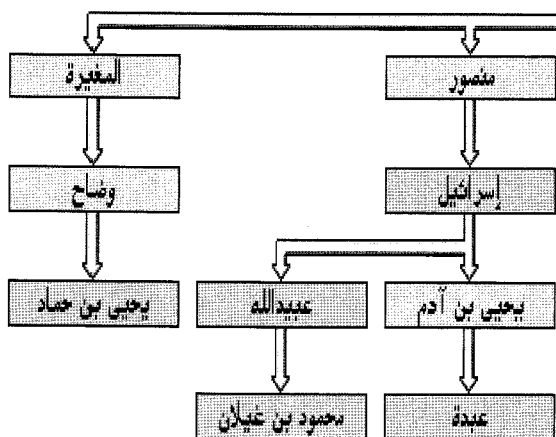 منصور
المغيرة
إسرائيل
وضاح
يحيى بن آدم
عبيدالله
يحيى بن حماد
عبدة
محمود بن غيلان